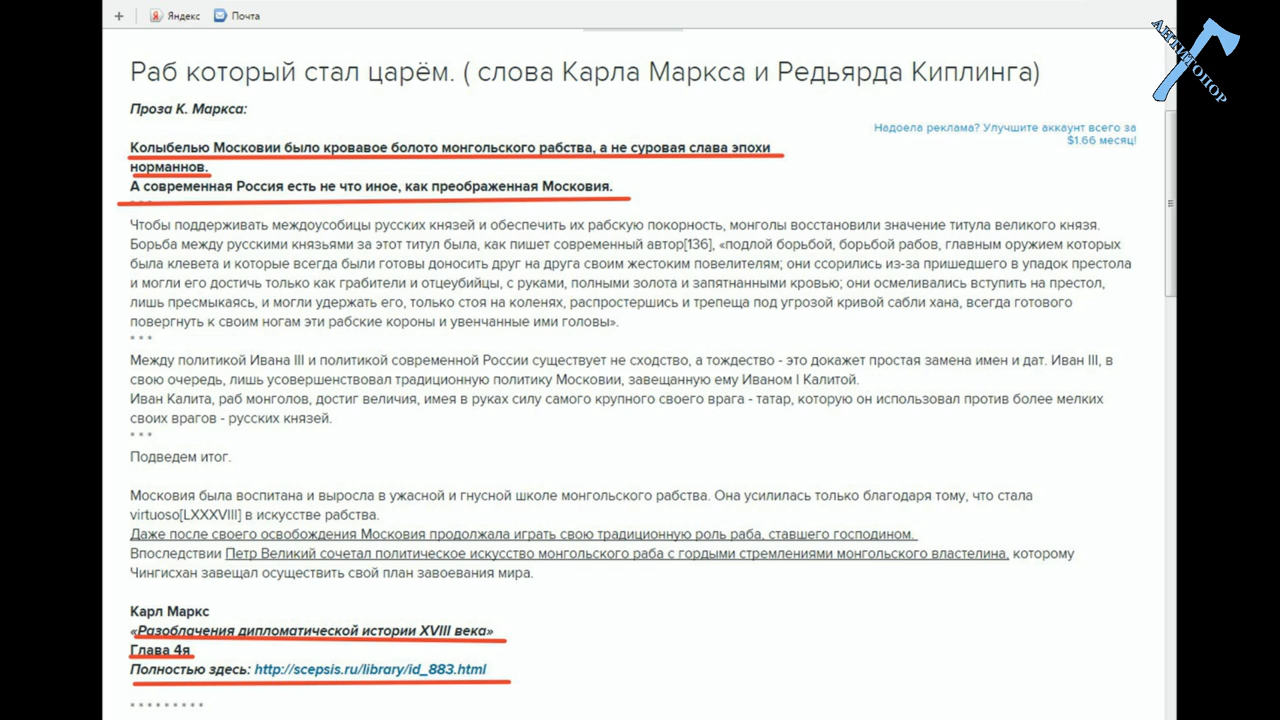 Яндекс Почта
АНТИТОПОР
Раб который стал царём. ( слова Карла Маркса и Редьярда Киплинга)
Проза К. Маркса:
Надоела реклама? Улучшите аккаунт всего за
$1.66 месяц!
Колыбелью Московии было кровавое болото монгольского рабства, а не суровая слава эпохи
норманнов.
А современная Россия есть не что иное, как преображенная Московия.
* * *
Чтобы поддерживать междоусобицы русских князей и обеспечить их рабскую покорность, монголы восстановили значение титула великого князя.
Борьба между русскими князьями за этот титул была, как пишет современный автор[136], «подлой борьбой, борьбой рабов, главным оружием которых
была клевета и которые всегда были готовы доносить друг на друга своим жестоким повелителям; они ссорились из-за пришедшего в упадок престола
и могли его достичь только как грабители и отцеубийцы, с руками, полными золота и запятнанными кровью; они осмеливались вступить на престол,
лишь пресмыкаясь, и могли удержать его, только стоя на коленях, распростершись и трепеща под угрозой кривой сабли хана, всегда готового
повергнуть к своим ногам эти рабские короны и увенчанные ими головы».
* * *
Между политикой Ивана III и политикой современной России существует не сходство, а тождество - это докажет простая замена имен и дат. Иван III, в
свою очередь, лишь усовершенствовал традиционную политику Московии, завещанную ему Иваном I Калитой.
Иван Калита, раб монголов, достиг величия, имея в руках силу самого крупного своего врага - татар, которую он использовал против более мелких
своих врагов - русских князей.
* * *
Подведем итог.
Московия была воспитана и выросла в ужасной и гнусной школе монгольского рабства. Она усилилась только благодаря тому, что стала
virtuoso[LXXXVIII] в искусстве рабства.
Даже после своего освобождения Московия продолжала играть свою традиционную роль раба, ставшего господином.
Впоследствии Петр Великий сочетал политическое искусство монгольского раба с гордыми стремлениями монгольского властелина, которому
Чингисхан завещал осуществить свой план завоевания мира.
Карл Маркс
«Разоблачения дипломатической истории XVIII века»
Глава 4я
Полностью здесь: http://scepsis.ru/library/id_883.html
* * * * * * * * *